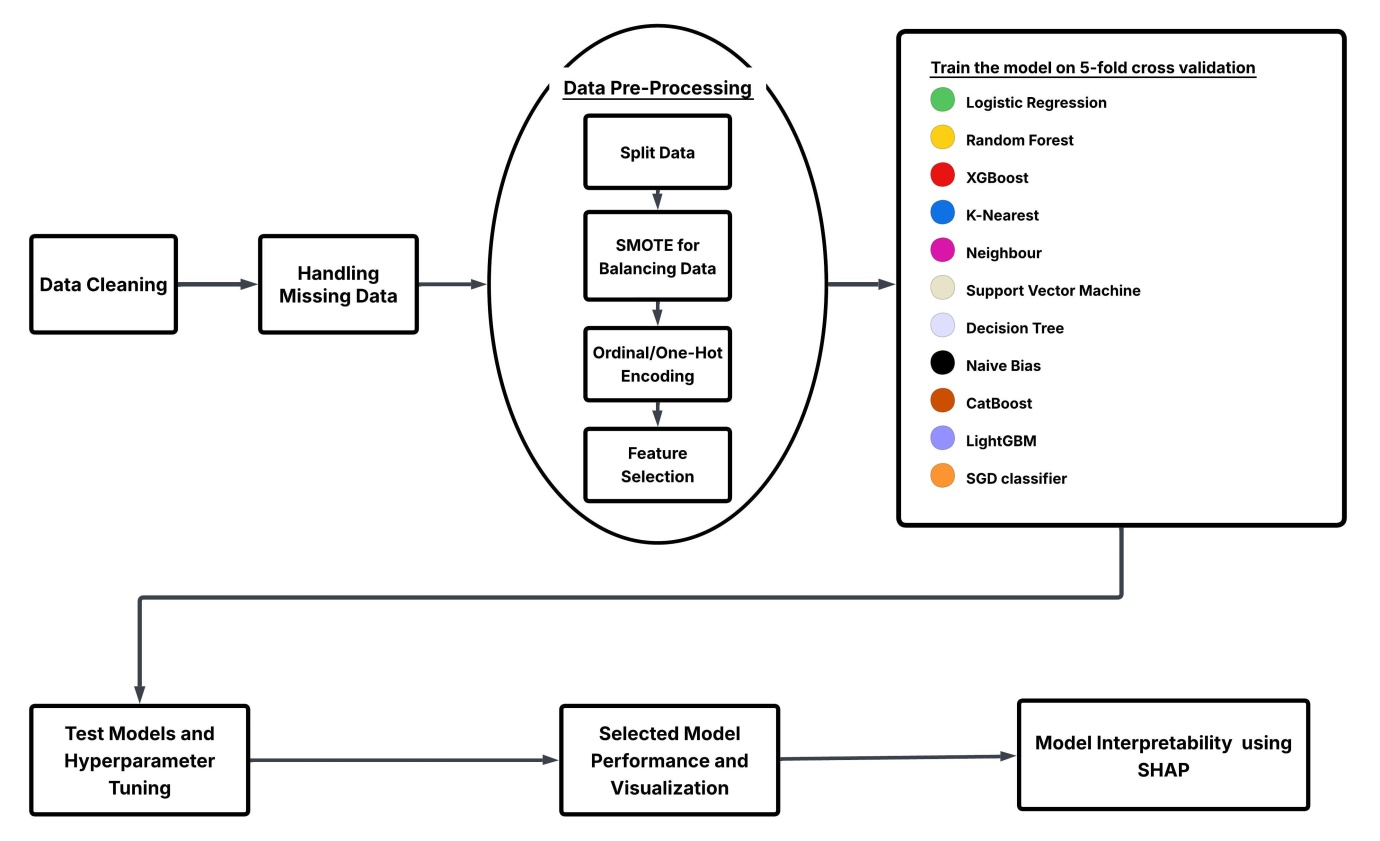 Data Cleaning
Handling
Missing Data
Data Pre-Processing
Split Data
SMOTE for
Balancing Data
Ordinal/One-Hot
Encoding
Feature
Selection
Train the model on 5-fold cross validation
Logistic Regression
Random Forest
XGBoost
K-Nearest
Neighbour
Support Vector Machine
Decision Tree
Naive Bias
CatBoost
LightGBM
SGD classifier
Test Models and
Hyperparameter
Tuning
Selected Model
Performance and
Visualization
Model Interpretability using
SHAP